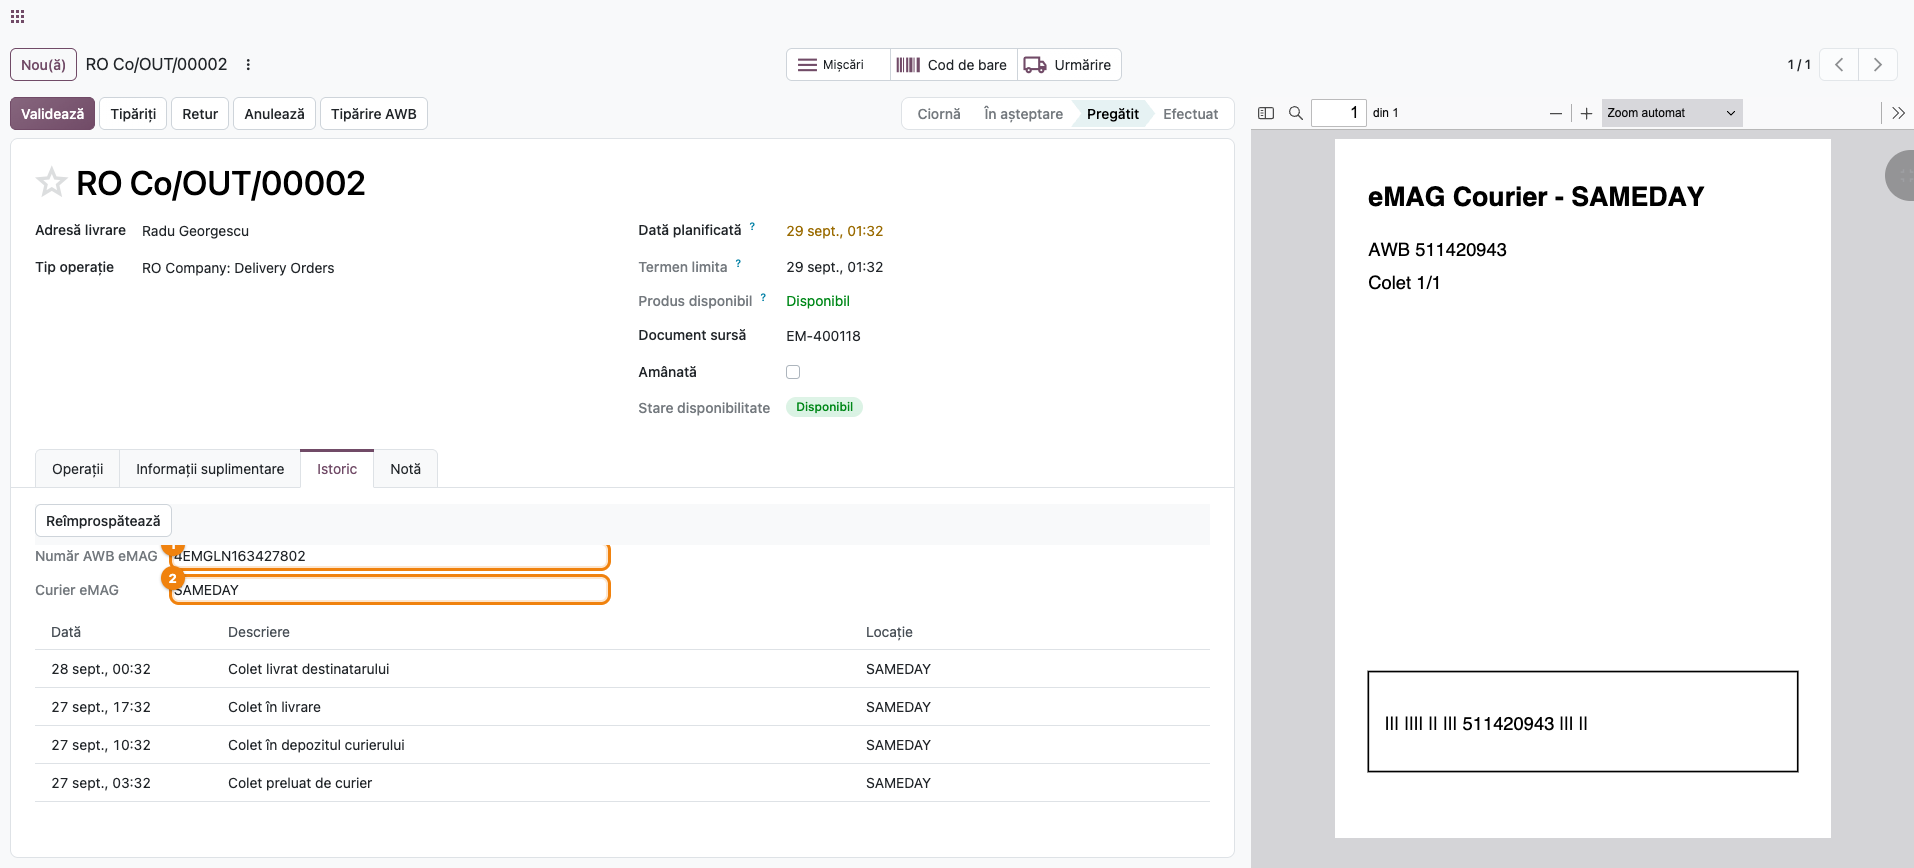 Nou(ă)
RO Co/OUT/00002
Mișcări
Cod de bare
Urmărire
1 / 1
Validează
Tipăriți
Retur
Anulează
Tipărire AWB
Ciornă
În așteptare
Pregătit
Efectuat
RO Co/OUT/00002
Adresă livrare
Radu Georgescu
Tip operație
RO Company: Delivery Orders
Dată planificată ?
29 sept., 01:32
Termen limita ?
29 sept., 01:32
Produs disponibil ?
Disponibil
Document sursă
EM-400118
Amânată
Stare disponibilitate
Disponibil
Operații
Informații suplimentare
Istoric
Notă
Reîmprospătează
Număr AWB eMAG
4EMGLN163427802
2
Curier eMAG
SAMEDAY
Dată Descriere Locație
28 sept., 00:32 Colet livrat destinatarului SAMEDAY
27 sept., 17:32 Colet în livrare SAMEDAY
27 sept., 10:32 Colet în depozitul curierului SAMEDAY
27 sept., 03:32 Colet preluat de curier SAMEDAY
1 din 1
Zoom automat
eMAG Courier - SAMEDAY
AWB 511420943
Colet 1/1
III IIII II III 511420943 III II